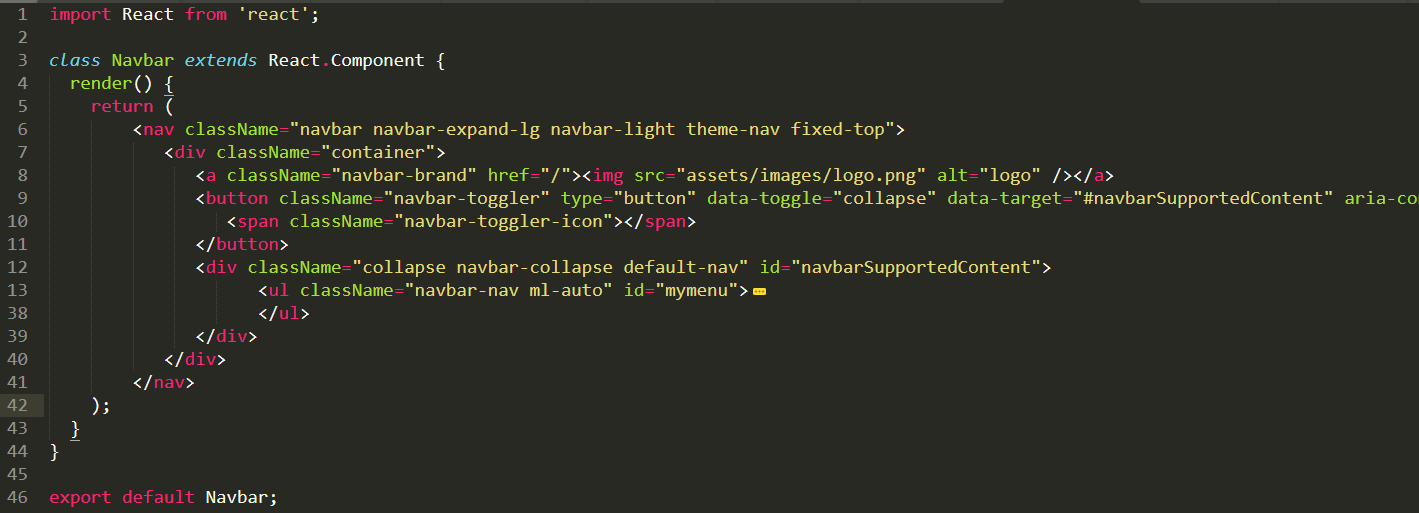 1 import React from 'react';
2
3 class Navbar extends React.Component {
4 render() {
5 return (
6 <nav className="navbar navbar-expand-lg navbar-light theme-nav fixed-top">
7 <div className="container">
8 <a className="navbar-brand" href="/"><img src="assets/images/logo.png" alt="logo" /></a>
9 <button className="navbar-toggler" type="button" data-toggle="collapse" data-target="#navbarSupportedContent"
10 <span className="navbar-toggler-icon"></span>
11 </button>
12 <div className="collapse navbar-collapse default-nav" id="navbarSupportedContent">
13 <ul className="navbar-nav ml-auto" id="mymenu">
38 </ul>
39 </div>
40 </div>
41 </nav>
42 );
43 }
44 }
45
46 export default Navbar;